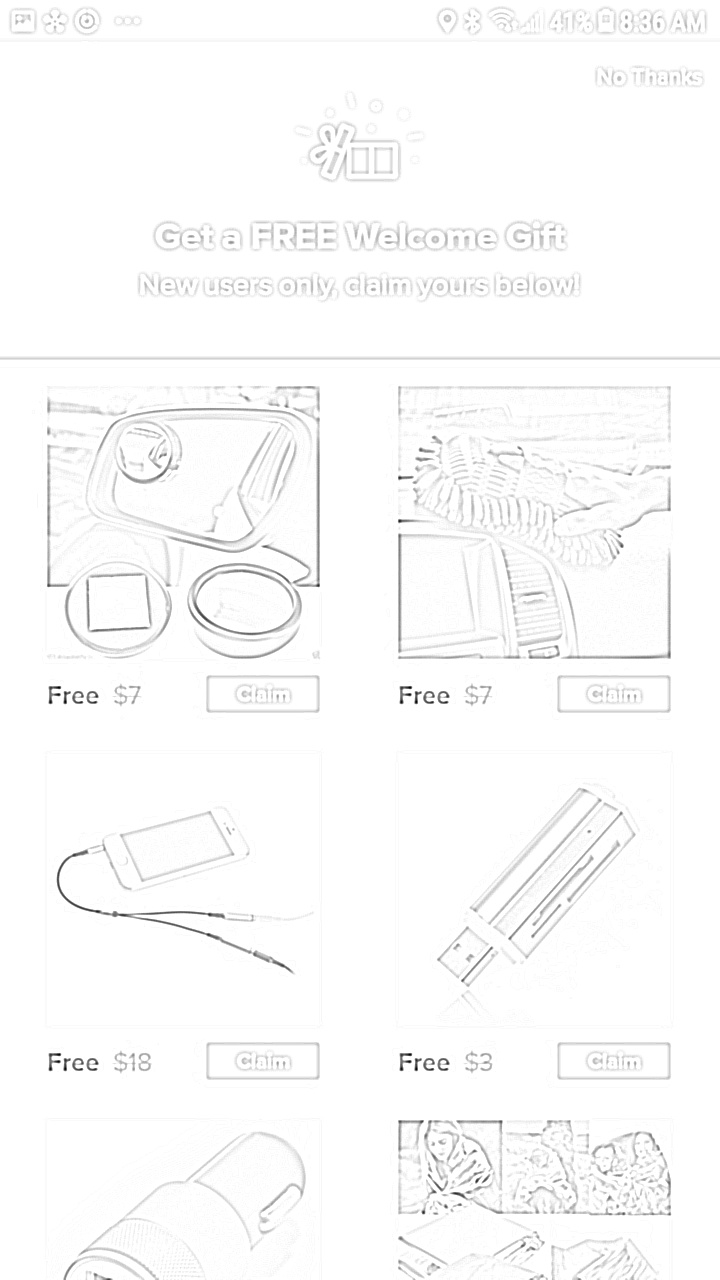 41% 8:36 AM
No Thanks
Get a FREE Welcome Gift
New users only, claim yours below!
Free $7 Claim Free $7 Claim
Free $18 Claim Free $3 Claim